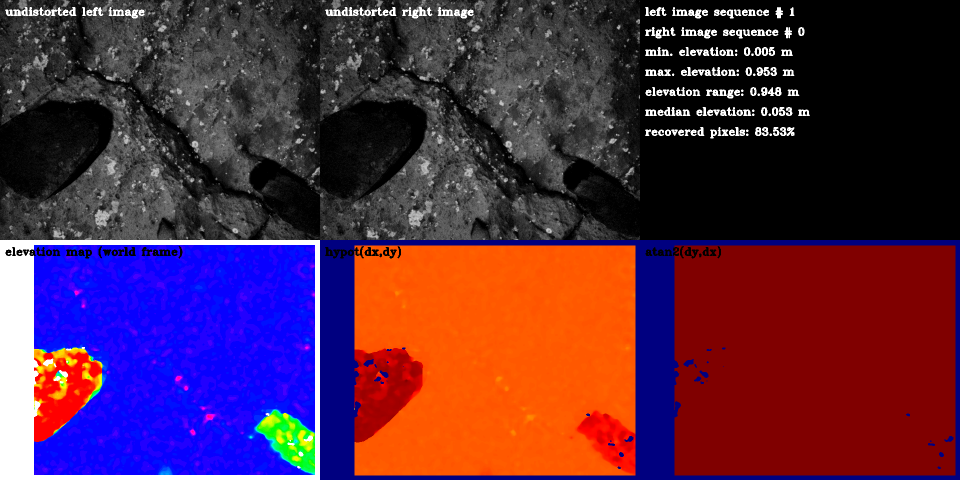 undistorted left image
undistorted right image
left image sequence # 1
right image sequence # 0
min. elevation: 0.005 m
max. elevation: 0.953 m
elevation range: 0.948 m
median elevation: 0.053 m
recovered pixels: 83.53%
elevation map (world frame)
hypot(dx,dy)
atan2(dy,dx)